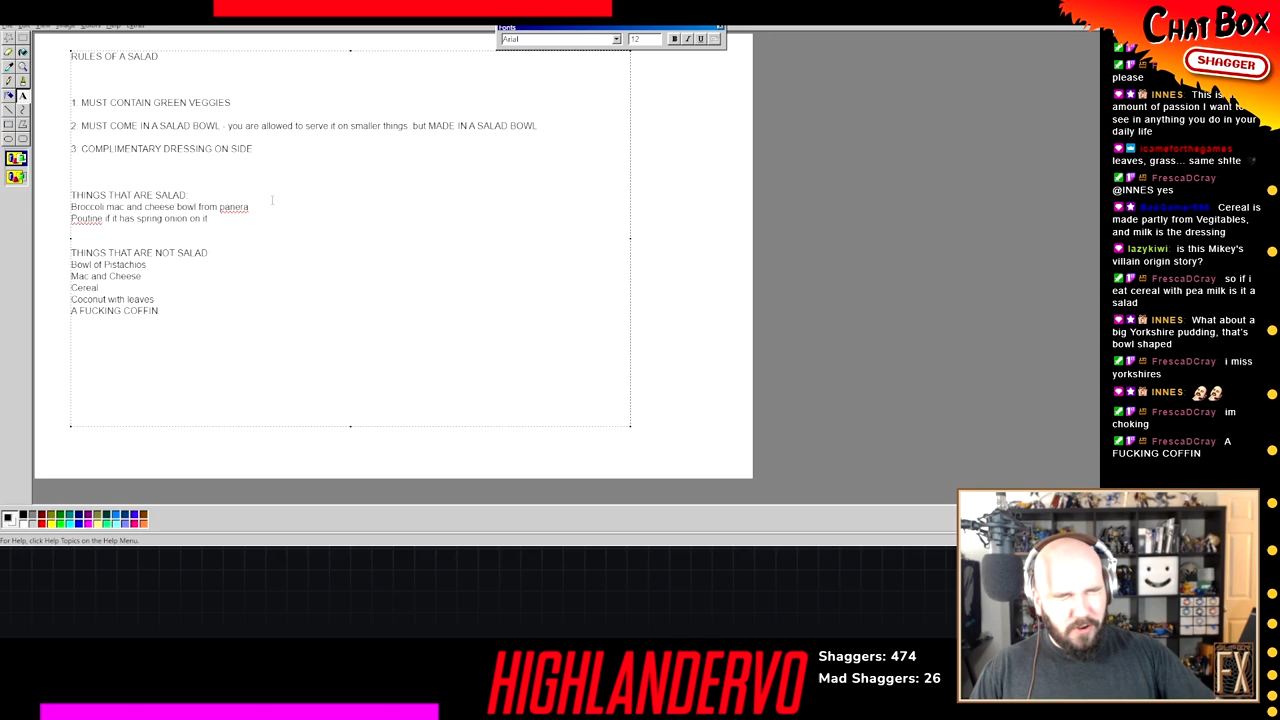 Fonts
Arial
12
B I U
RULES OF A SALAD
1. MUST CONTAIN GREEN VEGGIES
2. MUST COME IN A SALAD BOWL - you are allowed to serve it on smaller things. but MADE IN A SALAD BOWL
3. COMPLIMENTARY DRESSING ON SIDE
THINGS THAT ARE SALAD:
Broccoli mac and cheese bowl from panera
Poutine if it has spring onion on it
THINGS THAT ARE NOT SALAD
Bowl of Pistachios
Mac and Cheese
Cereal
Coconut with leaves
A FUCKING COFFIN
For Help, click Help Topics on the Help Menu.
CHAT BOX
SHAGGER
please
INNES: This is
amount of passion I want to
see in anything you do in your
daily life
icameforthegames:
leaves, grass... same sh!te
FrescaDCray:
@INNES yes
Cereal is
made partly from Vegitables,
and milk is the dressing
lazykiwi: is this Mikey's
villain origin story?
FrescaDCray: so if i
eat cereal with pea milk is it a
salad
INNES: What about a
big Yorkshire pudding, that's
bowl shaped
FrescaDCray: i miss
yorkshires
INNES:
FrescaDCray: im
choking
FrescaDCray: A
FUCKING COFFIN
HIGHLANDERVO
Shaggers: 474
Mad Shaggers: 26
FX